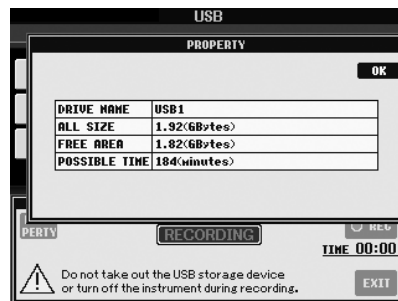 USB
PROPERTY
OK
DRIVE NAME USB1
ALL SIZE 1.92(GBytes)
FREE AREA 1.82(GBytes)
POSSIBLE TIME 184(minutes)
PERTY
RECORDING
REC
TIME 00:00
Do not take out the USB storage device
or turn off the instrument during recording.
EXIT